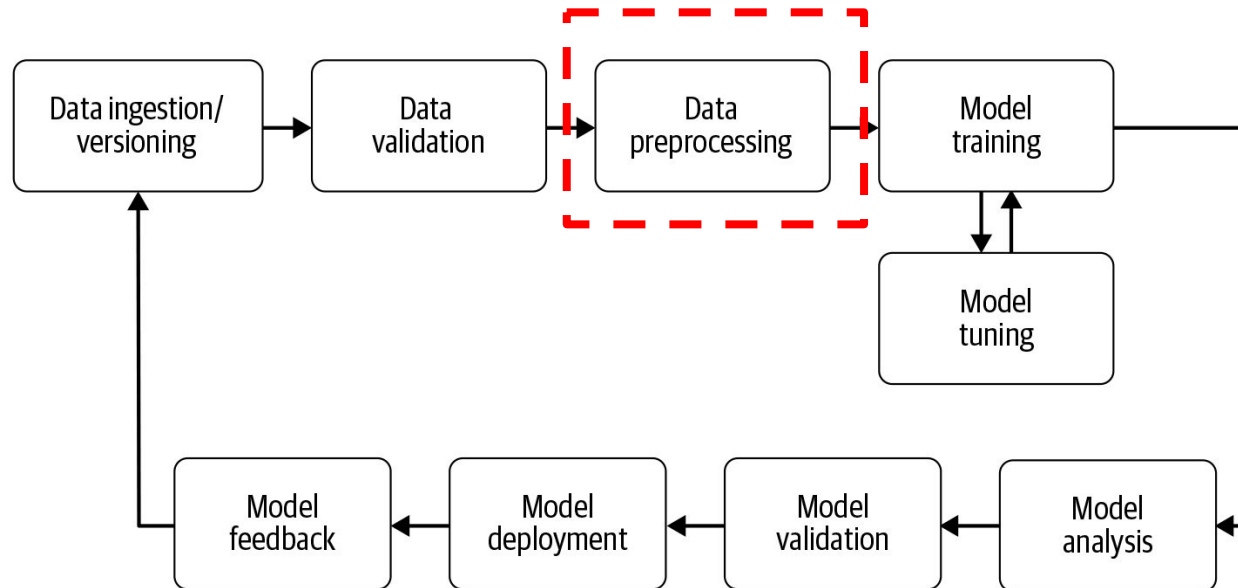 Data ingestion/
versioning
Data
validation
Data
preprocessing
Model
training
Model
tuning
Model
feedback
Model
deployment
Model
validation
Model
analysis